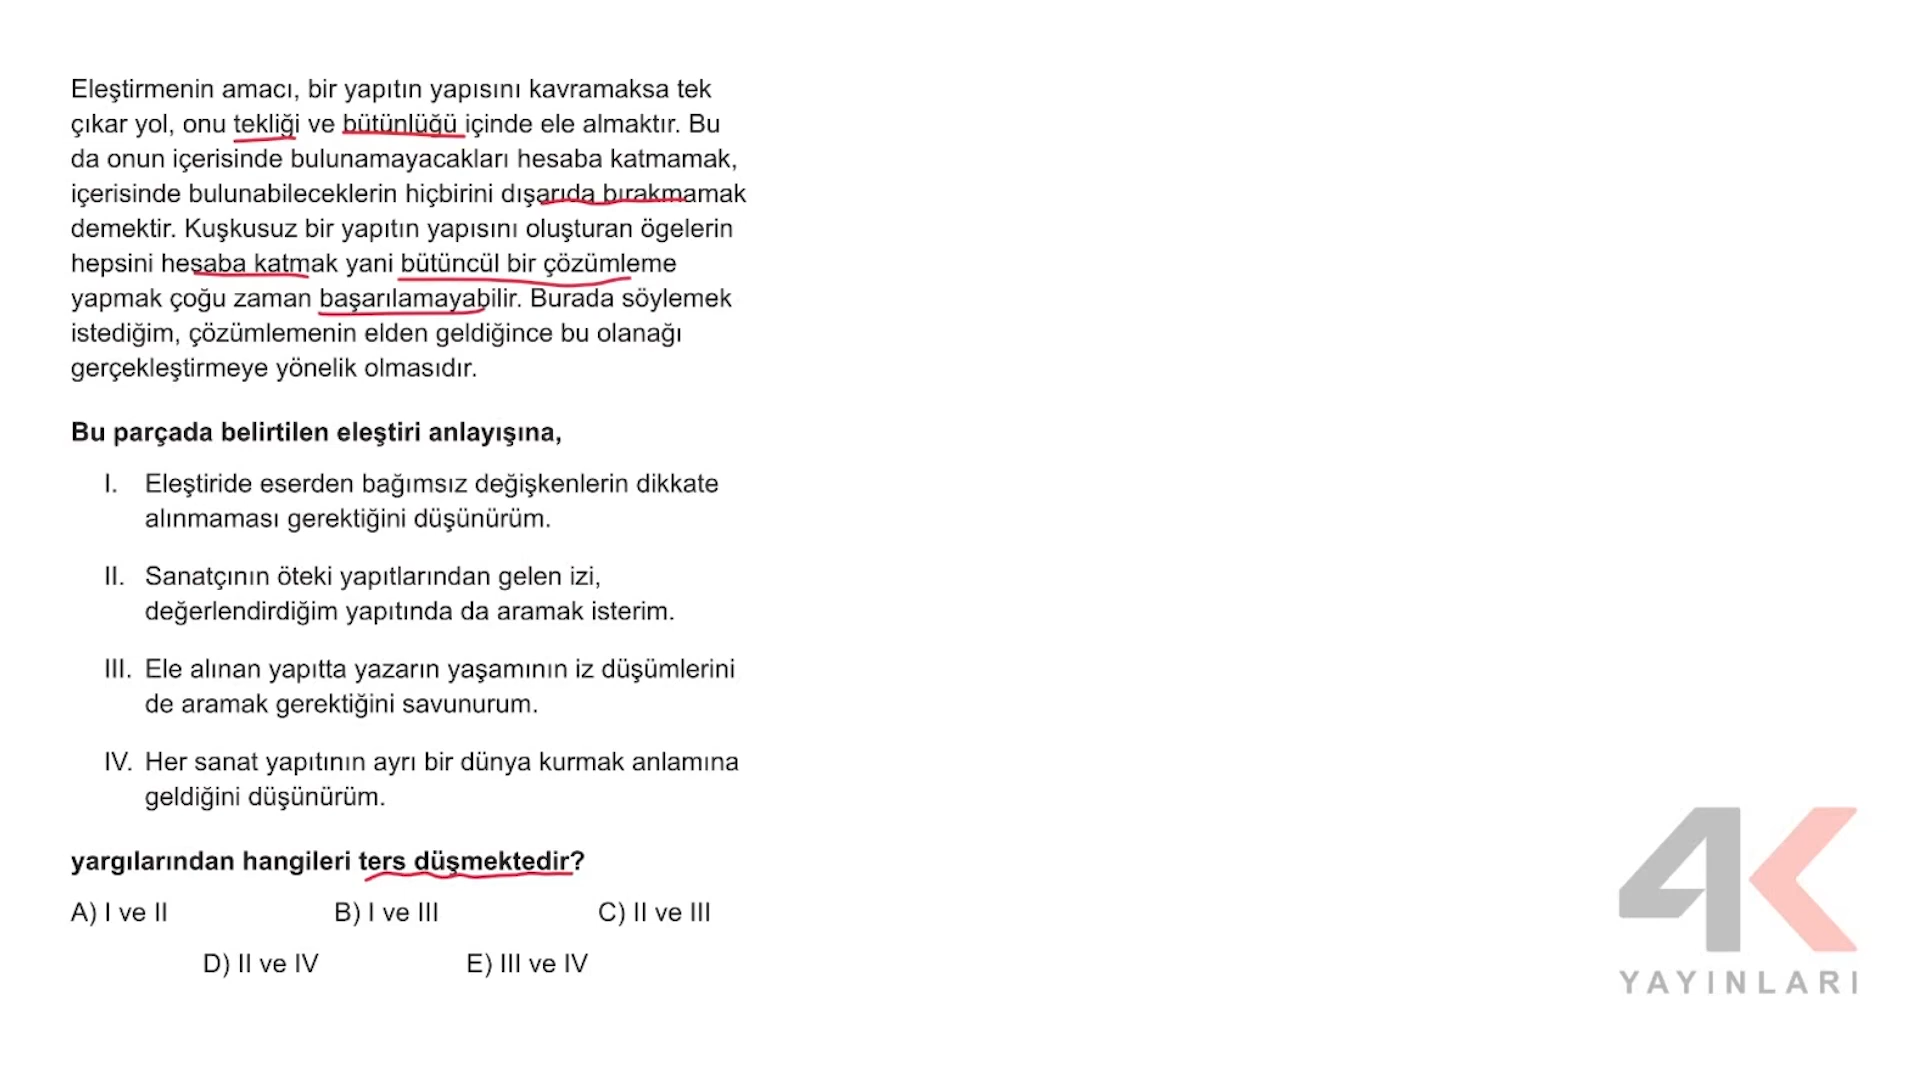 Eleştirmenin amacı, bir yapıtın yapısını kavramaksa tek
çıkar yol, onu tekliği ve bütünlüğü içinde ele almaktır. Bu
da onun içerisinde bulunamayacakları hesaba katmamak,
içerisinde bulunabileceklerin hiçbirini dışarıda bırakmamak
demektir. Kuşkusuz bir yapıtın yapısını oluşturan ögelerin
hepsini hesaba katmak yani bütüncül bir çözümleme
yapmak çoğu zaman başarılamayabilir. Burada söylemek
istediğim, çözümlemenin elden geldiğince bu olanağı
gerçekleştirmeye yönelik olmasıdır.
Bu parçada belirtilen eleştiri anlayışına,
I. Eleştiride eserden bağımsız değişkenlerin dikkate
alınmaması gerektiğini düşünürüm.
II. Sanatçının öteki yapıtlarından gelen izi,
değerlendirdiğim yapıtında da aramak isterim.
III. Ele alınan yapıtta yazarın yaşamının iz düşümlerini
de aramak gerektiğini savunurum.
IV. Her sanat yapıtının ayrı bir dünya kurmak anlamına
geldiğini düşünürüm.
yargılarından hangileri ters düşmektedir?
A) I ve II B) I ve III C) II ve III
D) II ve IV E) III ve IV
4K
YAYINLARI